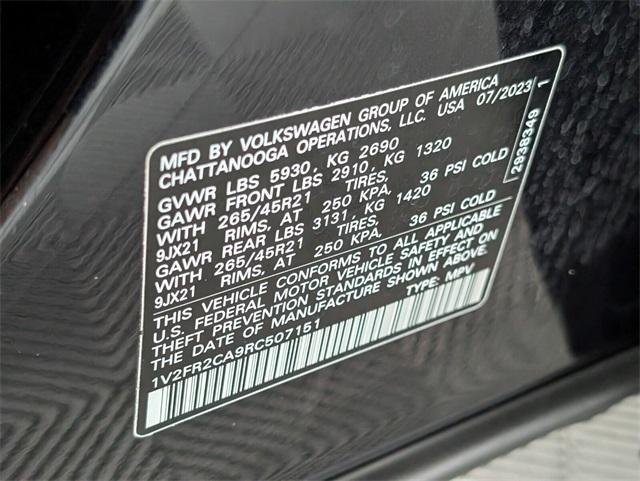 MFD BY VOLKSWAGEN GROUP OF AMERICA
CHATTANOOGA OPERATIONS, LLC. USA 07/2023
GVWR LBS 5930, KG 2690
GAWR FRONT LBS 2910, KG 1320
WITH 265/45R21 TIRES,
9JX21 RIMS, AT 250 KPA, 36 PSI COLD
GAWR REAR LBS 3131, KG 1420
WITH 265/45R21 TIRES,
9JX21 RIMS, AT 250 KPA, 36 PSI COLD
THIS VEHICLE CONFORMS TO ALL APPLICABLE
U.S. FEDERAL MOTOR VEHICLE SAFETY AND
THEFT PREVENTION STANDARDS IN EFFECT ON
THE DATE OF MANUFACTURE SHOWN ABOVE.
1V2FR2CA9RC507151 TYPE: MPV
2938349 1